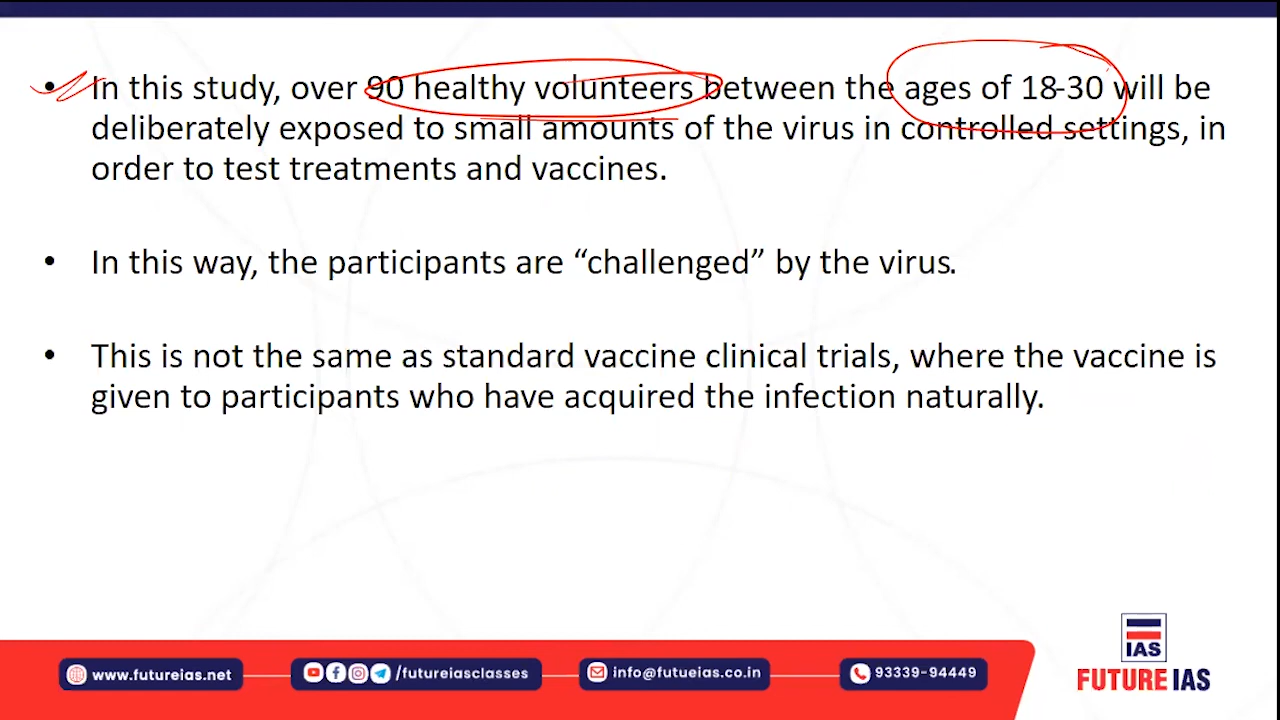 • In this study, over 90 healthy volunteers between the ages of 18-30 will be
deliberately exposed to small amounts of the virus in controlled settings, in
order to test treatments and vaccines.
• In this way, the participants are “challenged” by the virus.
• This is not the same as standard vaccine clinical trials, where the vaccine is
given to participants who have acquired the infection naturally.
www.futureias.net
/futureiasclasses
info@futueias.co.in
93339-94449
IAS
FUTURE IAS